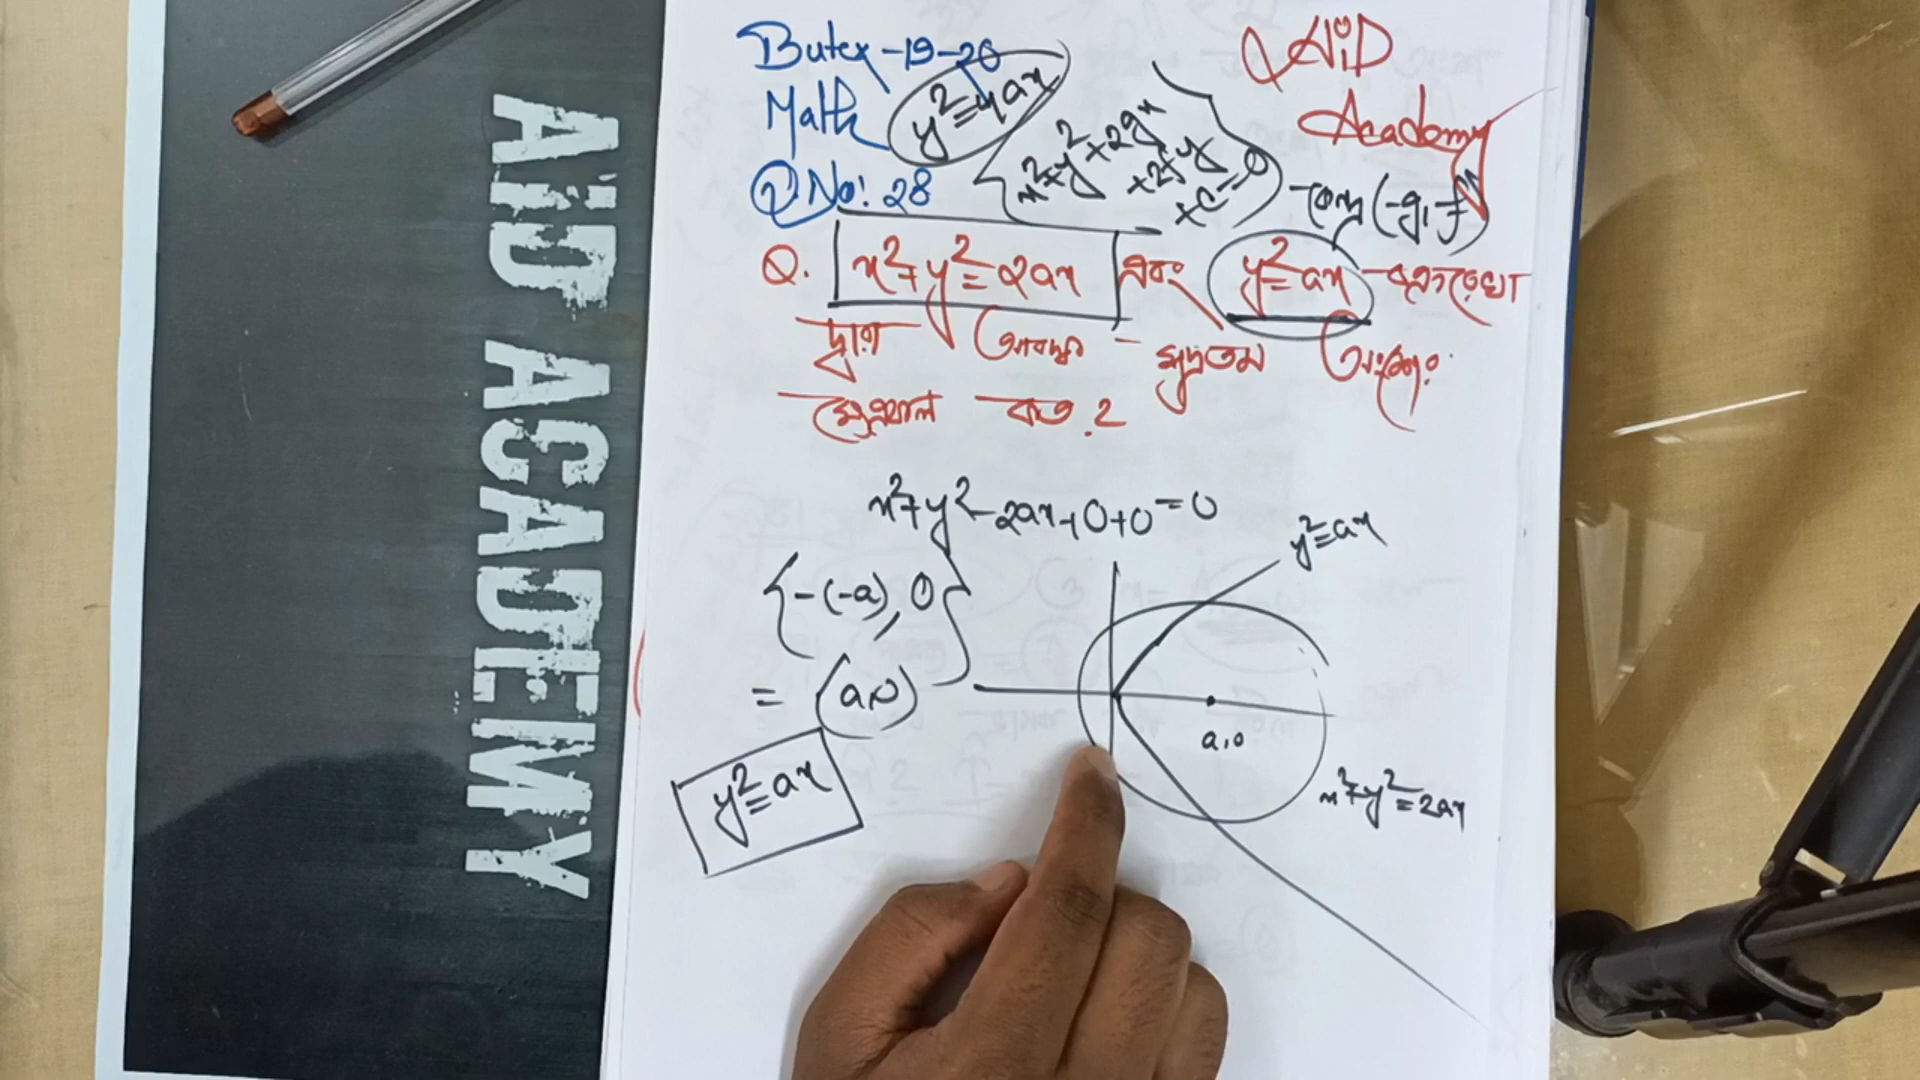 AID ACADEMY
Butex-19-20
Math
Q No: 28
y²=4ax
x²+y²+2gx
+2fy
+c=0
কেন্দ্র (-g, -f)
AiD
Academy
Q. x²+y²=2ax এবং y²=ax বক্ররেখা
দ্বারা আবদ্ধ ক্ষুদ্রতম অংশের
ক্ষেত্রফল কত?
x²+y²-2ax+0+0=0
{-(-a), 0}
= (a,0)
y²=ax
y²=ax
a,0
x²+y²=2ax